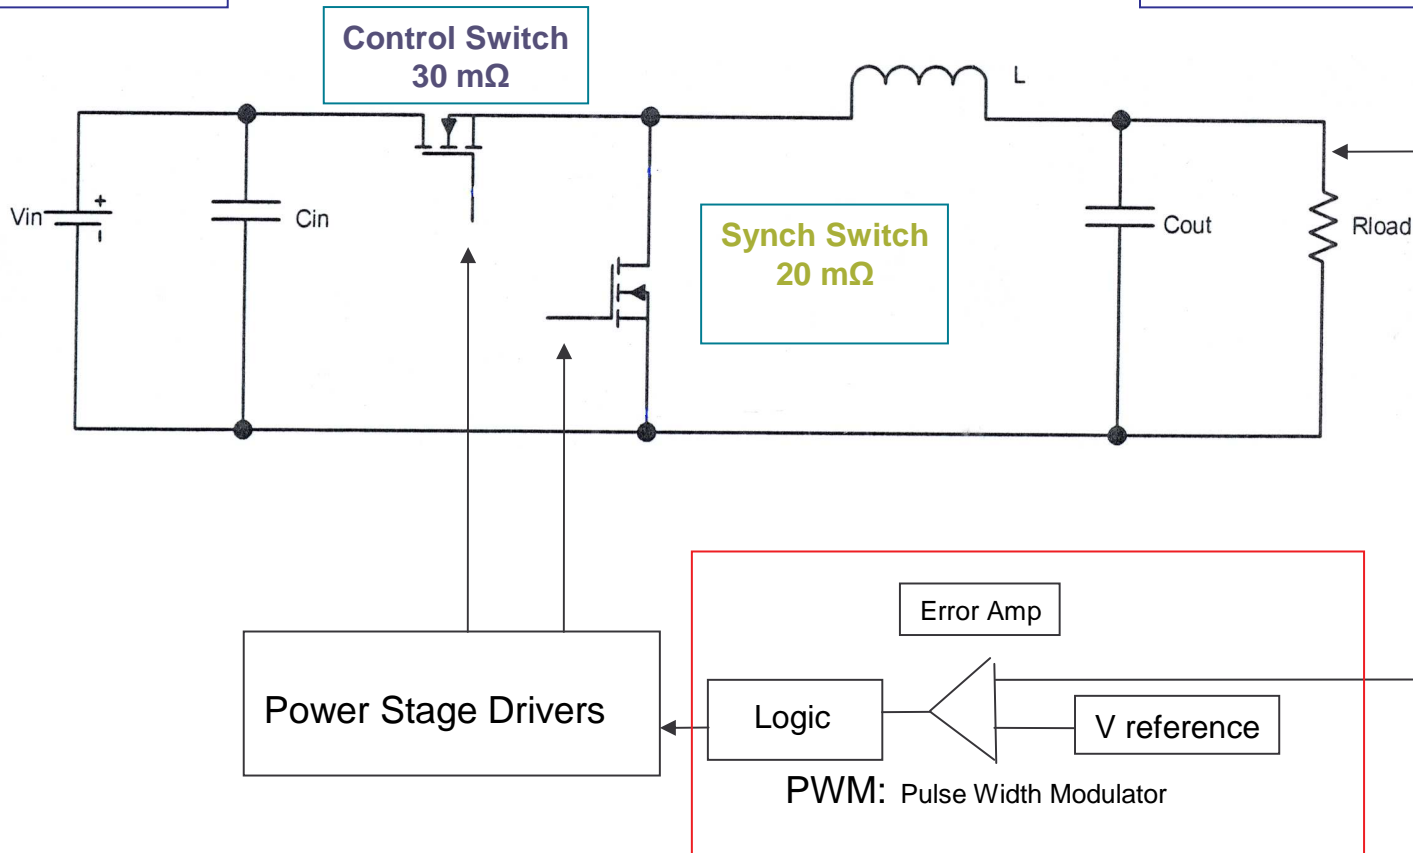 Control Switch
30 mΩ
L
Vin
+
-
Cin
Synch Switch
20 mΩ
Cout
Rload
Error Amp
Power Stage Drivers
Logic
V reference
PWM: Pulse Width Modulator